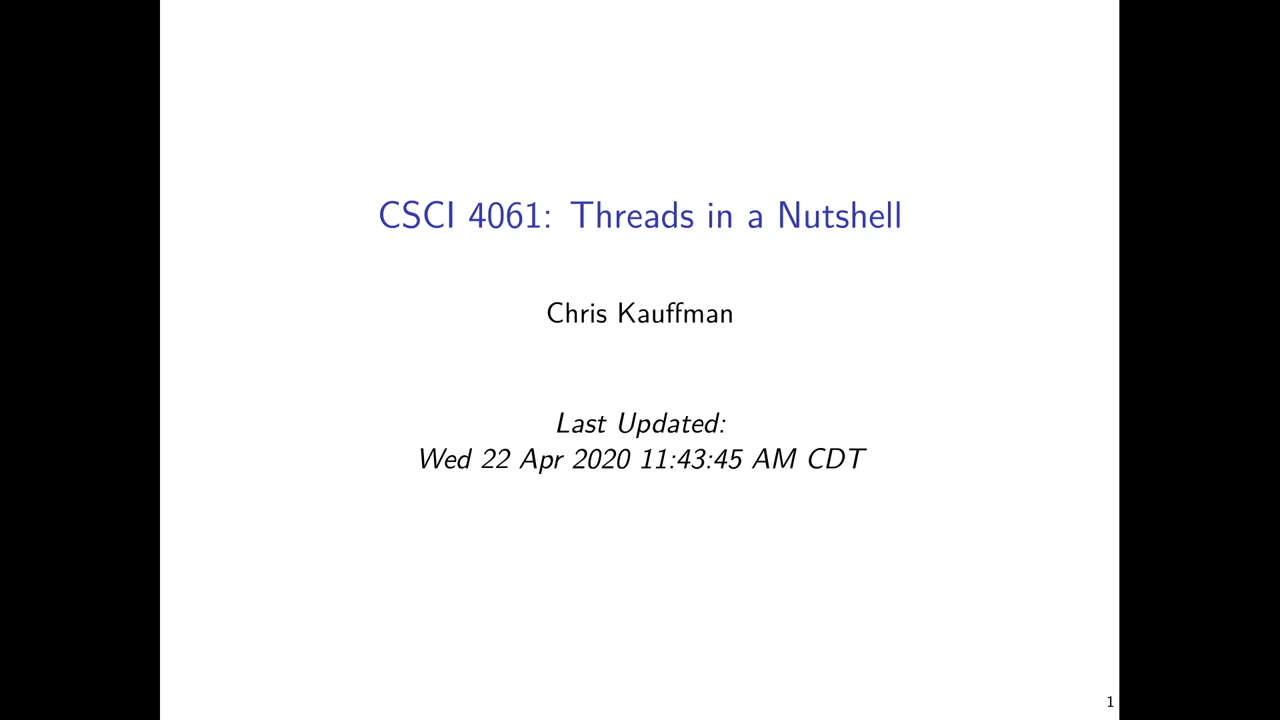 CSCI 4061: Threads in a Nutshell
Chris Kauffman
Last Updated:
Wed 22 Apr 2020 11:43:45 AM CDT
1